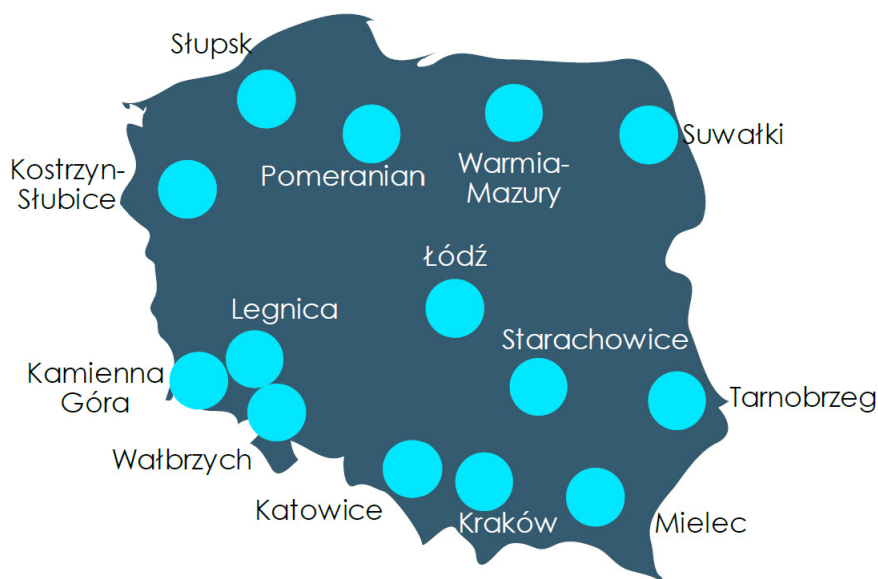 Słupsk
Suwałki
Kostrzyn-
Słubice
Pomeranian
Warmia-
Mazury
Łódź
Legnica
Starachowice
Kamienna
Góra
Tarnobrzeg
Wałbrzych
Katowice
Kraków
Mielec